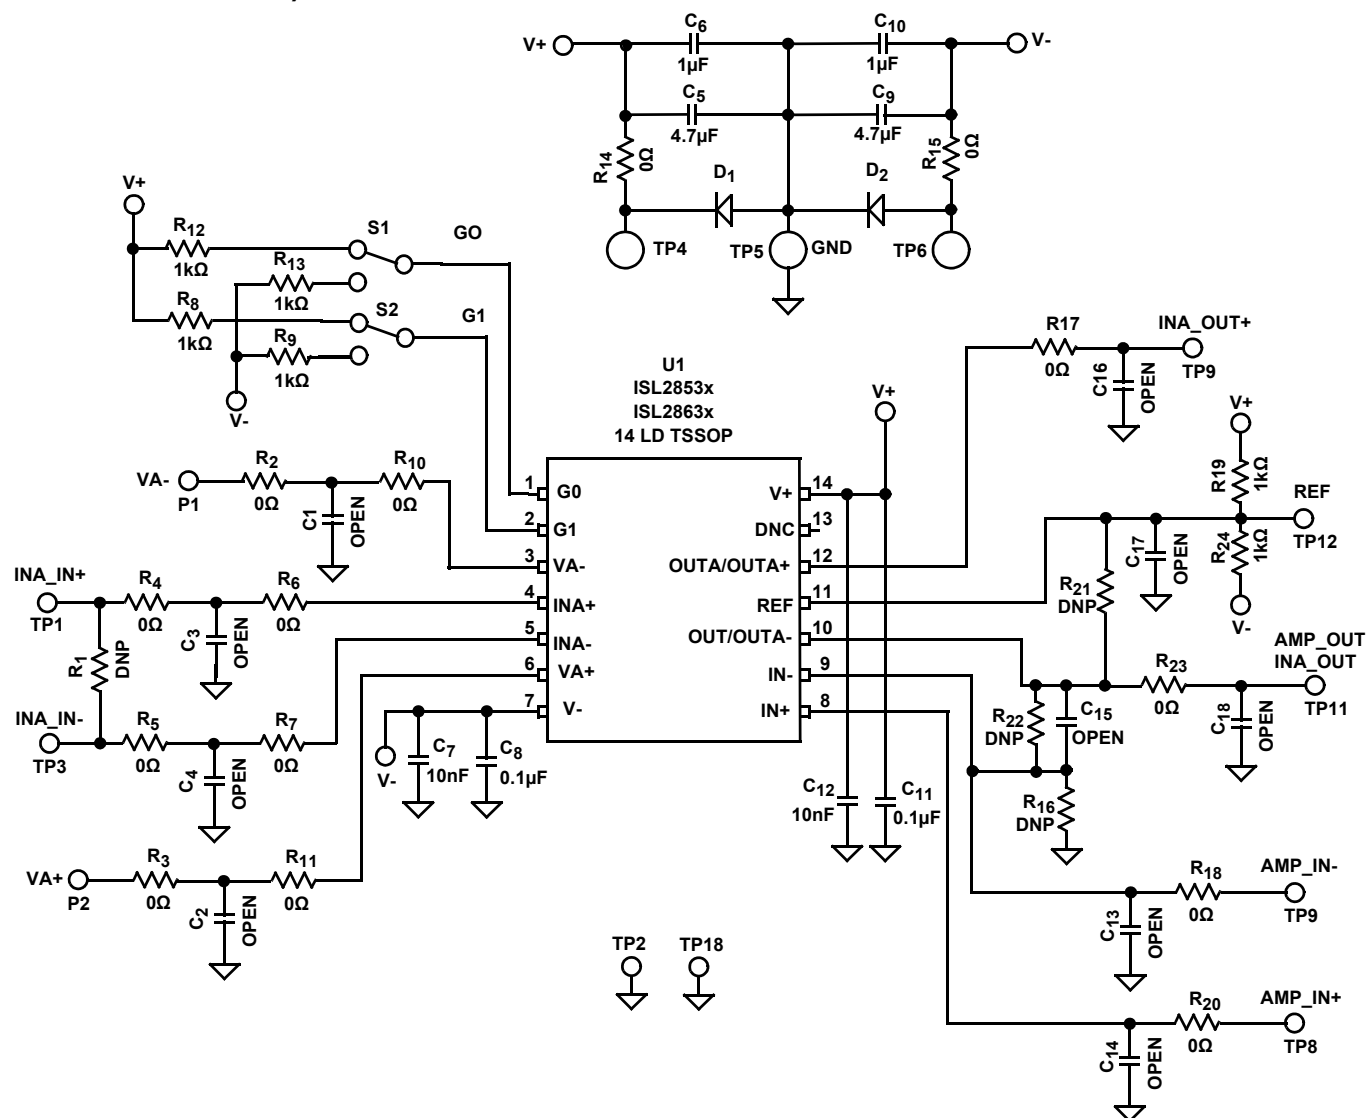 V+
C6
1µF
C10
1µF
V-
C5
4.7µF
C9
4.7µF
R14
0Ω
R15
0Ω
D1
D2
TP4
TP5
GND
TP6
V+
R12
1kΩ
S1
GO
R13
1kΩ
R8
1kΩ
S2
G1
R9
1kΩ
V-
U1
ISL2853x
ISL2863x
14 LD TSSOP
V+
R17
0Ω
INA_OUT+
TP9
C16
OPEN
V+
R19
1kΩ
REF
TP12
R24
1kΩ
V-
C17
OPEN
R21
DNP
VA-
P1
R2
0Ω
C1
OPEN
R10
0Ω
1
G0
2
G1
3
VA-
4
INA+
5
INA-
6
VA+
7
V-
V+
14
DNC
13
OUTA/OUTA+
12
REF
11
OUT/OUTA-
10
IN-
9
IN+
8
INA_IN+
TP1
R4
0Ω
C3
OPEN
R6
0Ω
R1
DNP
INA_IN-
TP3
R5
0Ω
C4
OPEN
R7
0Ω
V-
C7
10nF
C8
0.1µF
C12
10nF
C11
0.1µF
R22
DNP
C15
OPEN
R16
DNP
R23
0Ω
C18
OPEN
AMP_OUT
INA_OUT
TP11
VA+
P2
R3
0Ω
C2
OPEN
R11
0Ω
TP2
TP18
C13
OPEN
R18
0Ω
AMP_IN-
TP9
C14
OPEN
R20
0Ω
AMP_IN+
TP8